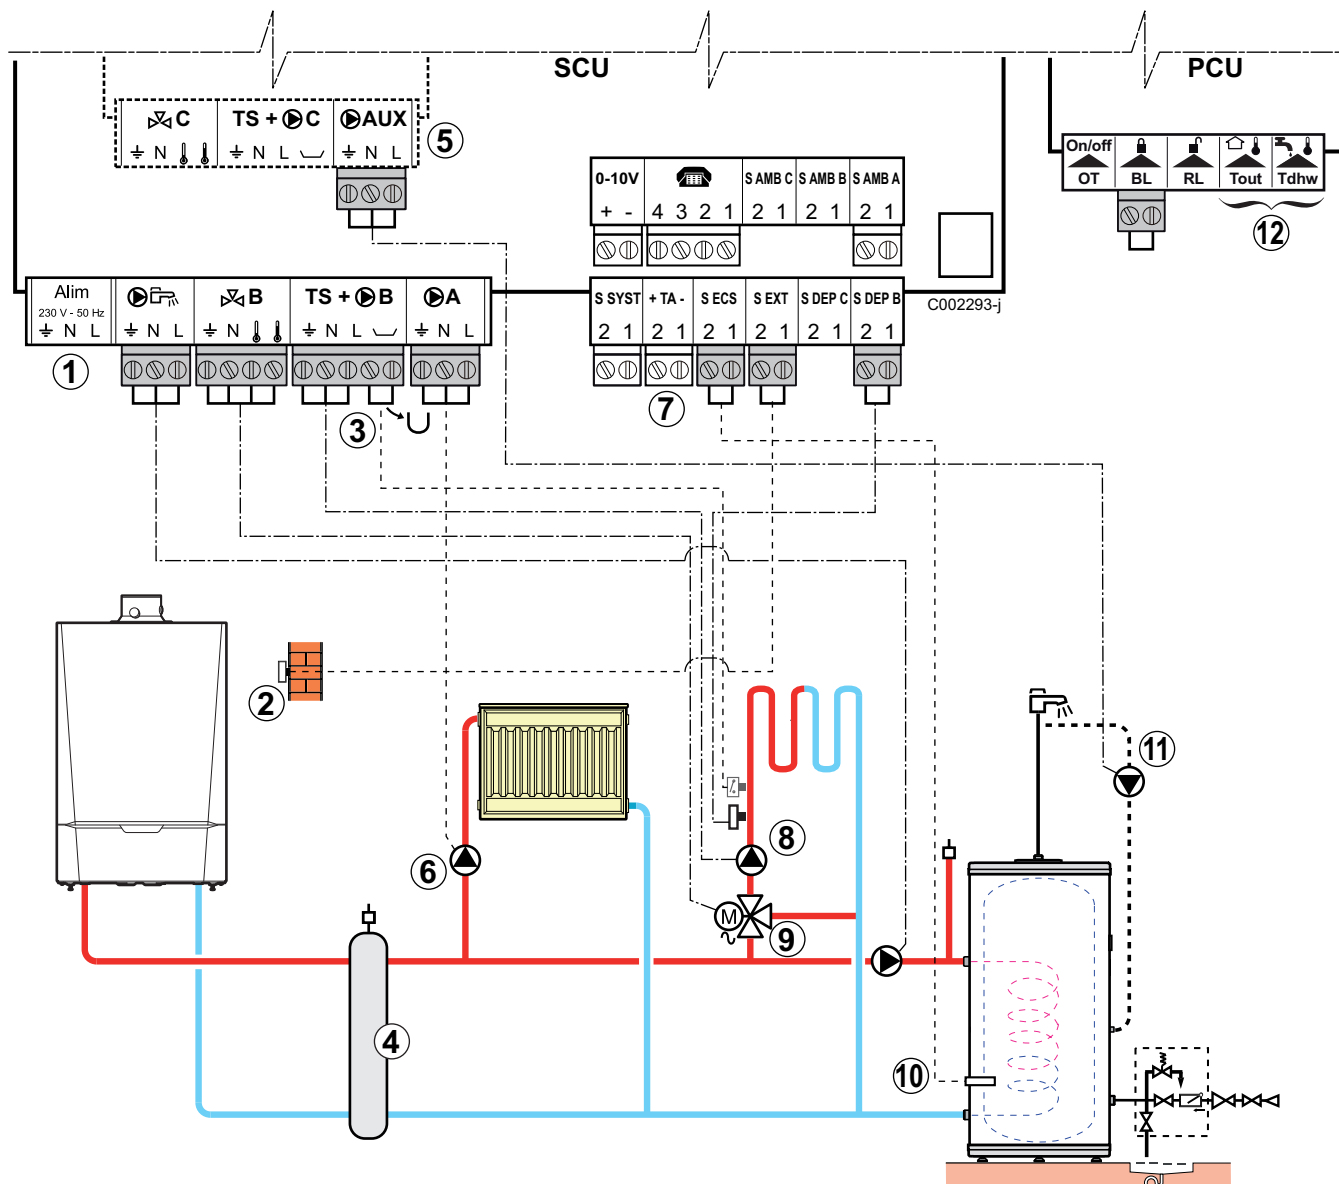 SCU
PCU
C TS + C AUX
N N L N L
5
On/off
OT BL RL Tout Tdhw
12
0-10V S AMB C S AMB B S AMB A
+ - 4 3 2 1 2 1 2 1 2 1
C002293-j
Alim
230 V - 50 Hz
N L
N L
B
N
TS + B
N L
A
N L
S SYST + TA - S ECS S EXT S DEP C S DEP B
2 1 2 1 2 1 2 1 2 1 2 1
1
3
7
2
11
8
6
M
9
4
10